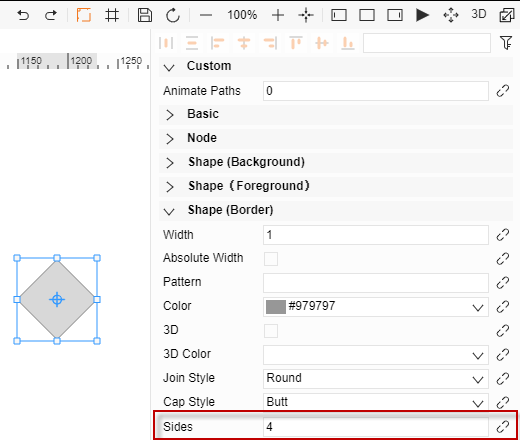 100% 3D
1150 1200 1250
Custom
Animate Paths 0
Basic
Node
Shape (Background)
Shape（Foreground）
Shape (Border)
Width 1
Absolute Width
Pattern
Color #979797
3D
3D Color
Join Style Round
Cap Style Butt
Sides 4